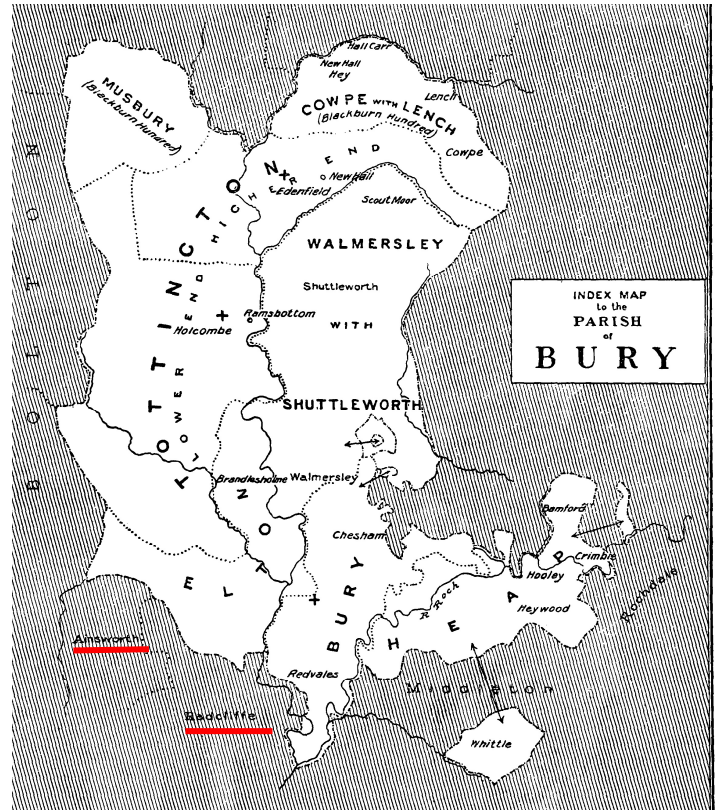 Hall Carr
New Hall
Hey
MUSBURY
(Blackburn Hundred)
Lench
COWPE WITH LENCH
(Blackburn Hundred)
Cowpe
HIGHER END
New Hall
Edenfield
Scout Moor
TOTTINGTON
WALMERSLEY
Shuttleworth
WITH
SHUTTLEWORTH
INDEX MAP
to the
PARISH
of
BURY
LOWER END
Holcombe
Ramsbottom
BOLTON
Brandlesholme
Walmersley
Chesham
Bamford
Crimble
Hooley
Heywood
R. Rock
HEAP
ELTON
BURY
Rochdale
Ainsworth
Redvales
Middleton
Radcliffe
Whittle